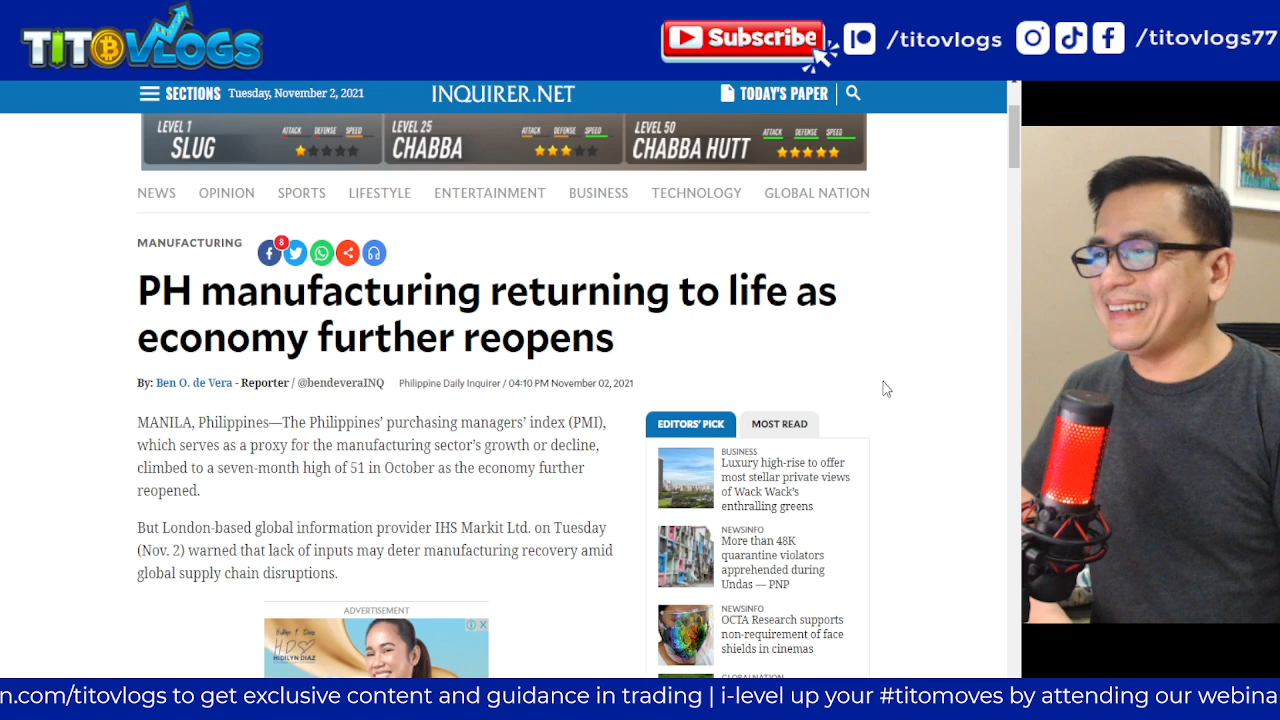 TITOVLOGS
Subscribe
/titovlogs
/titovlogs77
SECTIONS Tuesday, November 2, 2021
INQUIRER.NET
TODAY'S PAPER
LEVEL 1
SLUG
ATTACK DEFENSE SPEED
LEVEL 25
CHABBA
ATTACK DEFENSE SPEED
LEVEL 50
CHABBA HUTT
ATTACK DEFENSE SPEED
NEWS OPINION SPORTS LIFESTYLE ENTERTAINMENT BUSINESS TECHNOLOGY GLOBAL NATION
MANUFACTURING
8
PH manufacturing returning to life as
economy further reopens
By: Ben O. de Vera - Reporter / @bendeveraINQ
Philippine Daily Inquirer / 04:10 PM November 02, 2021
MANILA, Philippines—The Philippines' purchasing managers' index (PMI),
which serves as a proxy for the manufacturing sector's growth or decline,
climbed to a seven-month high of 51 in October as the economy further
reopened.
But London-based global information provider IHS Markit Ltd. on Tuesday
(Nov. 2) warned that lack of inputs may deter manufacturing recovery amid
global supply chain disruptions.
ADVERTISEMENT
HIDILYN DIAZ
EDITORS' PICK
MOST READ
BUSINESS
Luxury high-rise to offer
most stellar private views
of Wack Wack's
enthralling greens
NEWSINFO
More than 48K
quarantine violators
apprehended during
Undas — PNP
NEWSINFO
OCTA Research supports
non-requirement of face
shields in cinemas
GLOBALNATION
n.com/titovlogs to get exclusive content and guidance in trading | i-level up your #titomoves by attending our webina